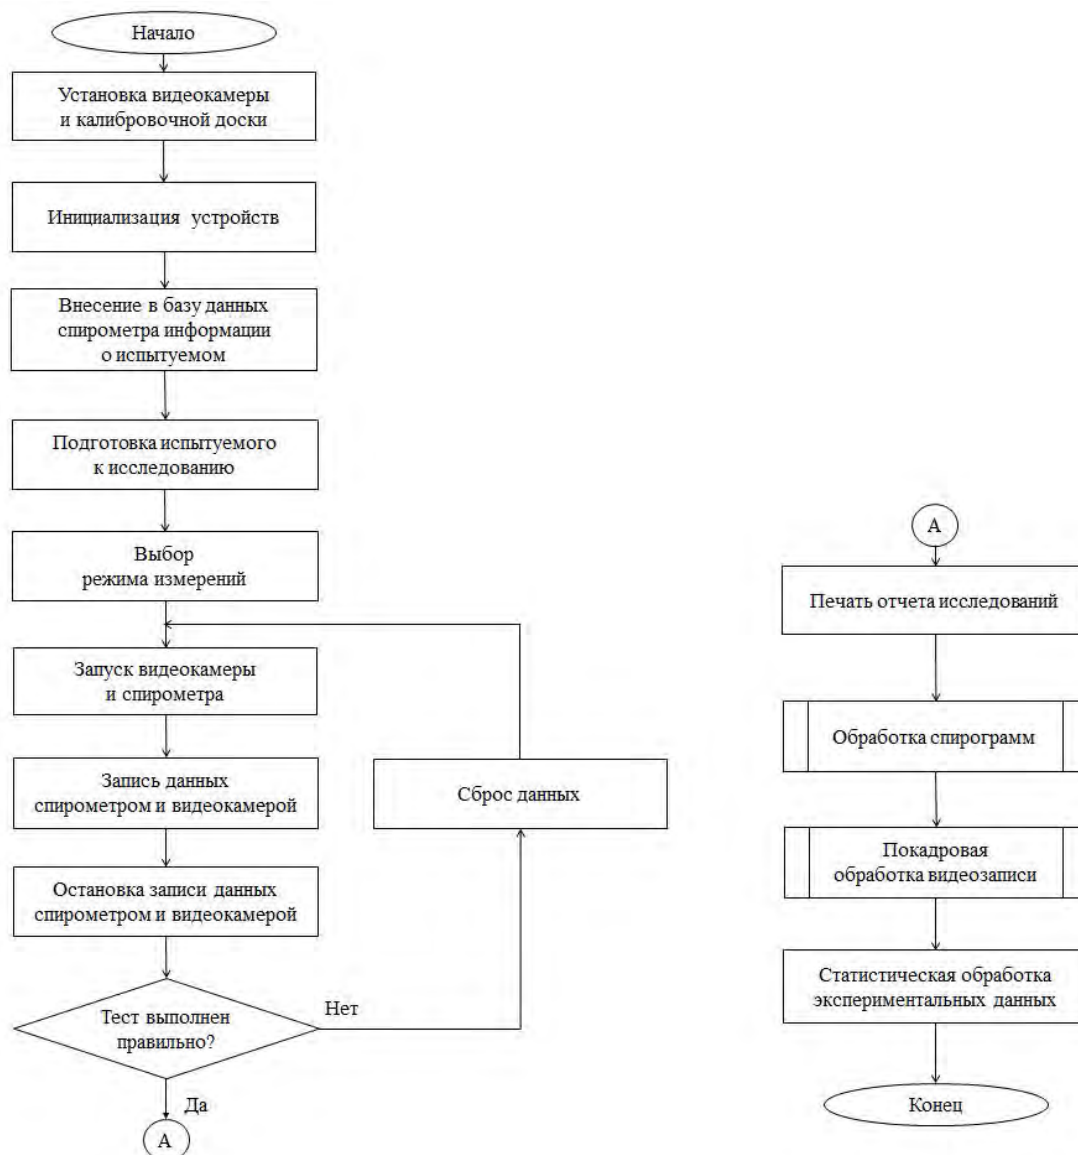 Начало
Установка видеокамеры
и калибровочной доски
Инициализация устройств
Внесение в базу данных
спирометра информации
о испытуемом
Подготовка испытуемого
к исследованию
Выбор
режима измерений
Запуск видеокамеры
и спирометра
Запись данных
спирометром и видеокамерой
Сброс данных
Остановка записи данных
спирометром и видеокамерой
Тест выполнен
правильно?
Нет
Да
А
А
Печать отчета исследований
Обработка спирограмм
Покадровая
обработка видеозаписи
Статистическая обработка
экспериментальных данных
Конец